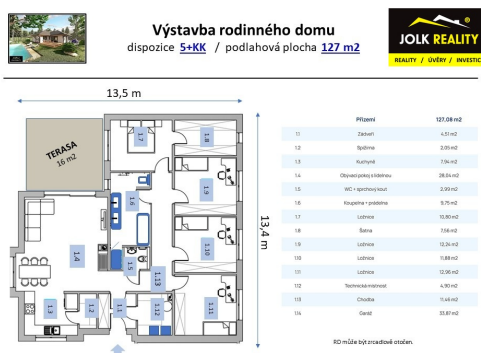 Výstavba rodinného domu
dispozice 5+KK / podlahová plocha 127 m2
JOLK REALITY
REALITY / ÚVĚRY / INVESTIC
13,5 m
TERASA
16 m2
13,4 m
1.1
1.2
1.3
1.4
1.5
1.6
1.7
1.8
1.9
1.10
1.11
1.12
1.13
Přízemí 127,08 m2
1.1 Zádveří 4,51 m2
1.2 Spižírna 2,05 m2
1.3 Kuchyně 7,94 m2
1.4 Obývací pokoj s jídelnou 28,04 m2
1.5 WC + sprchový kout 2,99 m2
1.6 Koupelna + prádelna 9,75 m2
1.7 Ložnice 13,80 m2
1.8 Šatna 7,56 m2
1.9 Ložnice 12,24 m2
1.10 Ložnice 11,88 m2
1.11 Ložnice 12,96 m2
1.12 Technická místnost 4,90 m2
1.13 Chodba 11,46 m2
1.14 Garáž 33,87 m2
RD může být zrcadlově otočen.